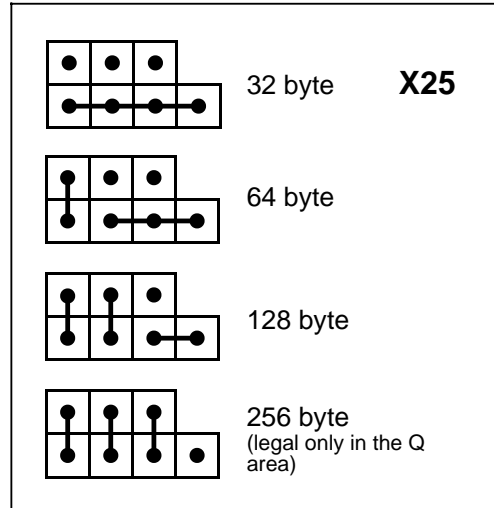 32 byte
X25
64 byte
128 byte
256 byte
(legal only in the Q
area)